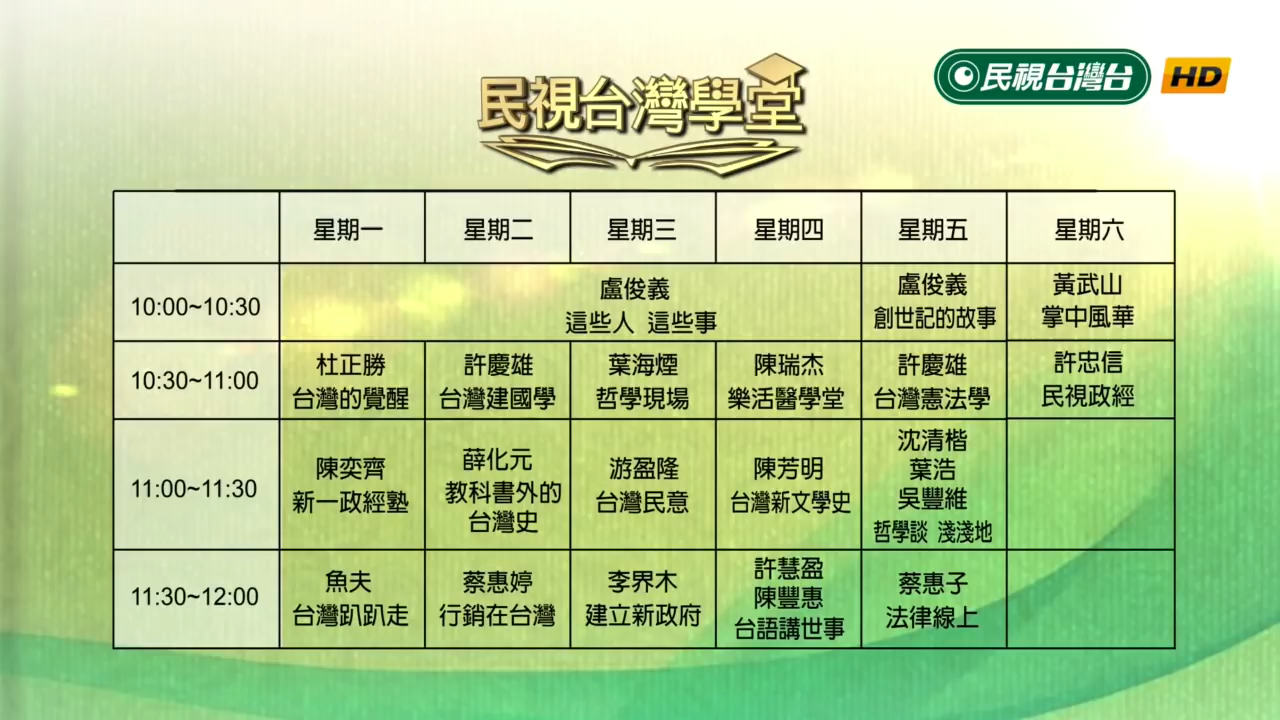 民視台灣學堂
民視台灣台 HD
星期一 星期二 星期三 星期四 星期五 星期六
10:00~10:30
盧俊義
這些人 這些事
盧俊義
創世記的故事
黃武山
掌中風華
10:30~11:00
杜正勝
台灣的覺醒
許慶雄
台灣建國學
葉海煙
哲學現場
陳瑞杰
樂活醫學堂
許慶雄
台灣憲法學
許忠信
民視政經
11:00~11:30
陳奕齊
新一政經塾
薛化元
教科書外的
台灣史
游盈隆
台灣民意
陳芳明
台灣新文學史
沈清楷
葉浩
吳豐維
哲學談 淺淺地
11:30~12:00
魚夫
台灣趴趴走
蔡惠婷
行銷在台灣
李界木
建立新政府
許慧盈
陳豐惠
台語講世事
蔡惠子
法律線上